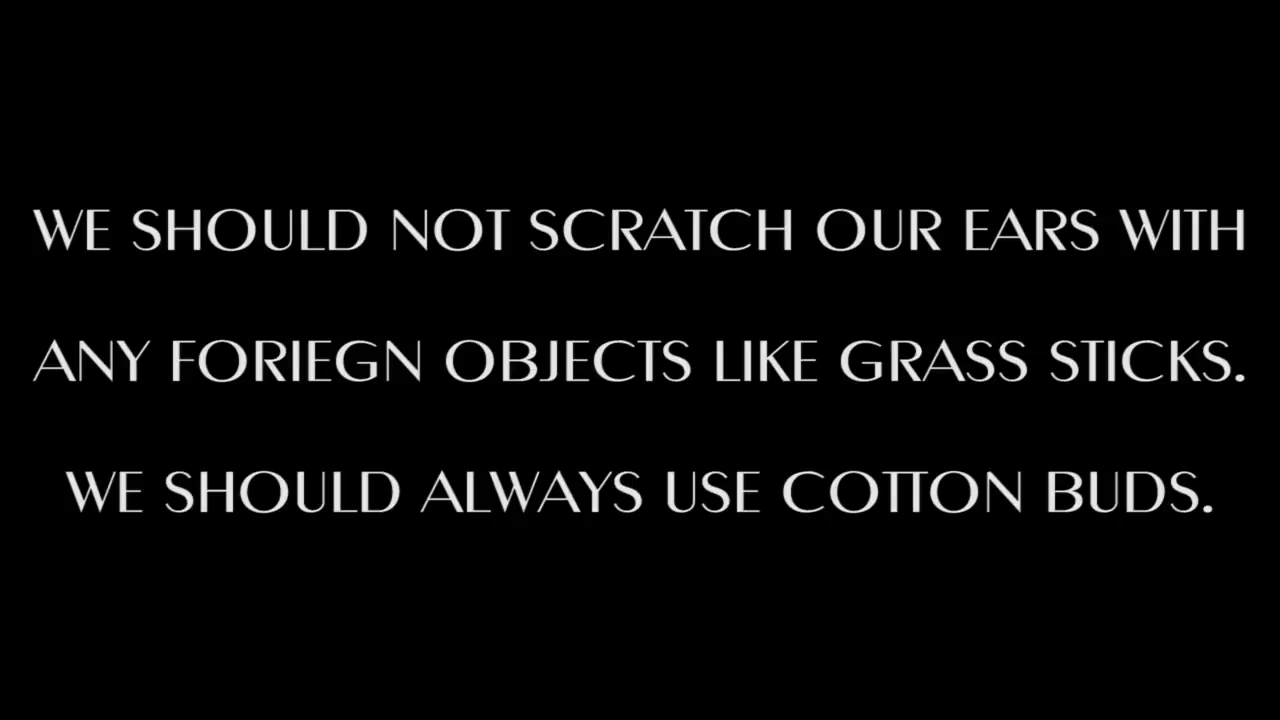 WE SHOULD NOT SCRATCH OUR EARS WITH
ANY FORIEGN OBJECTS LIKE GRASS STICKS.
WE SHOULD ALWAYS USE COTTON BUDS.